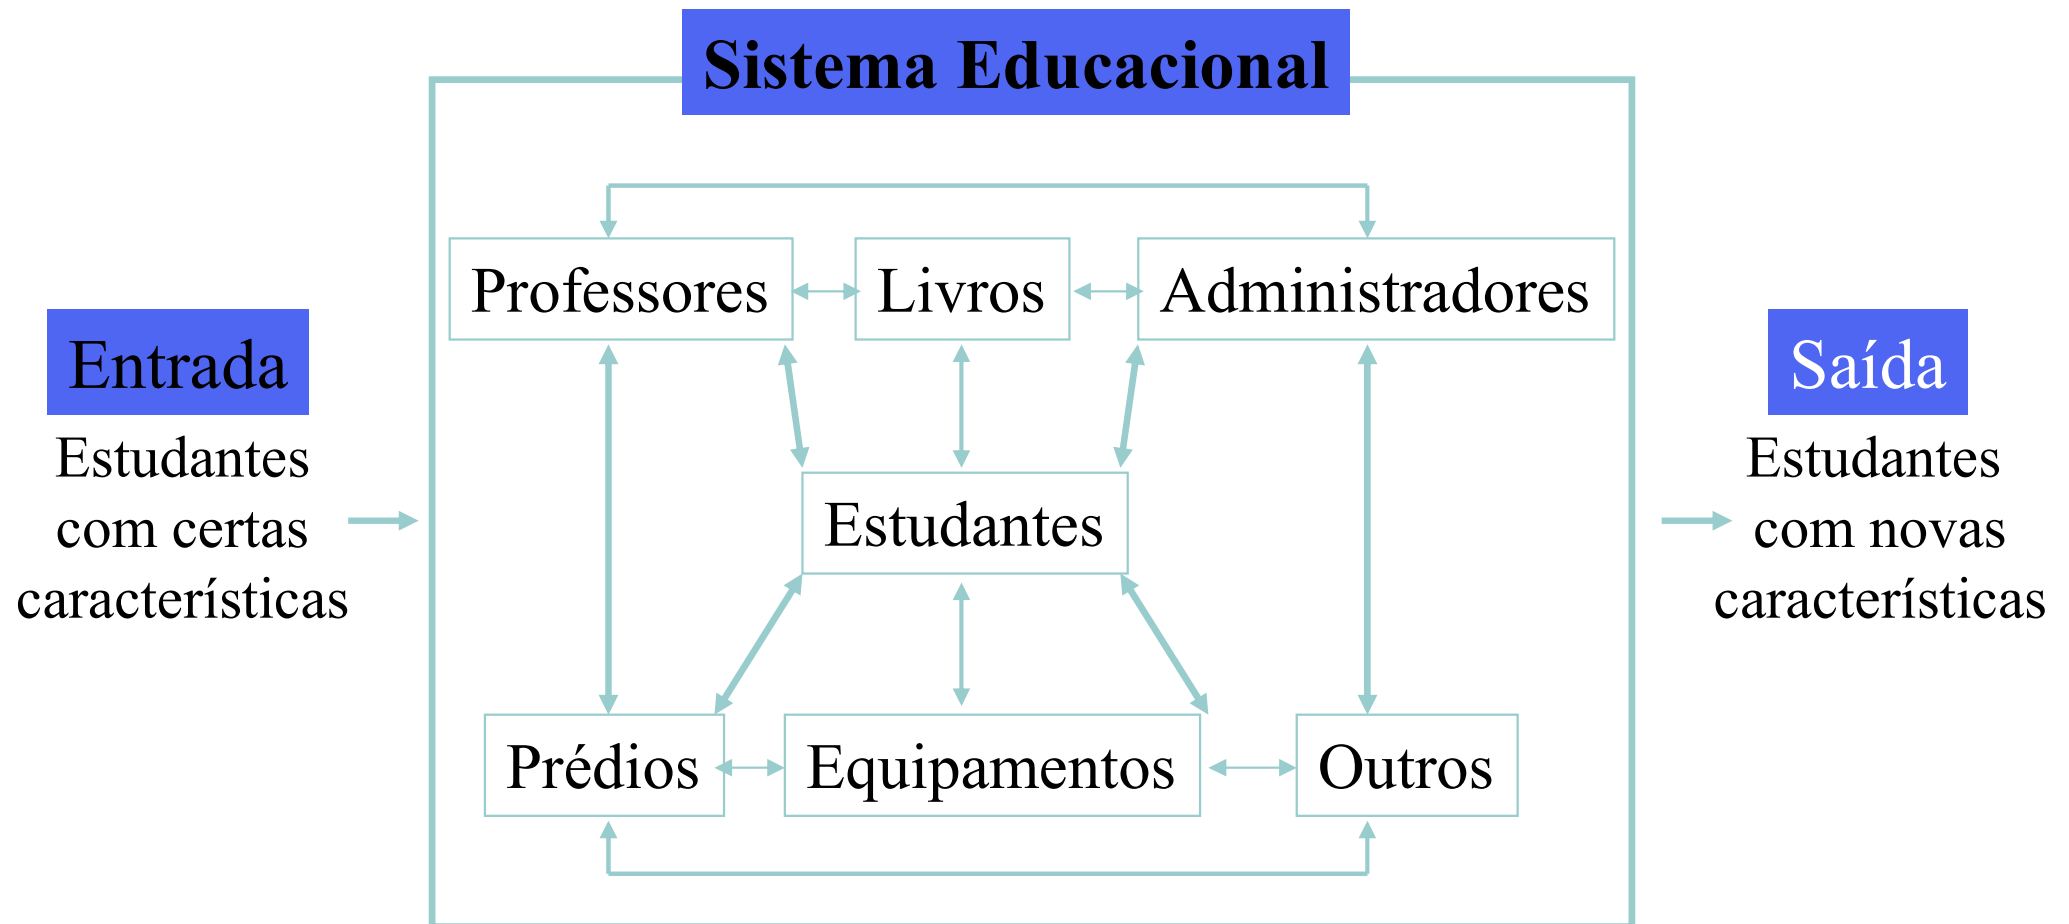 Sistema Educacional
Professores
Livros
Administradores
Entrada
Saída
Estudantes
com certas
características
Estudantes
Estudantes
com novas
características
Prédios
Equipamentos
Outros